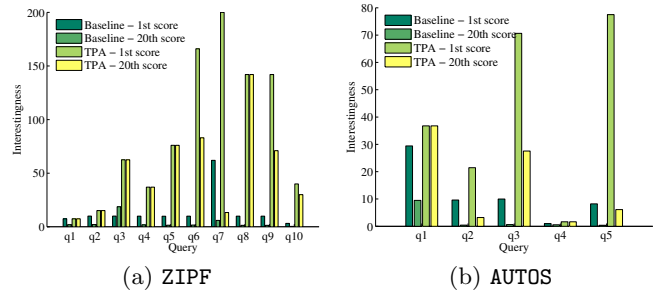 Baseline – 1st score
Baseline – 20th score
TPA – 1st score
TPA – 20th score
200
150
100
50
0
Interestingness
q1 q2 q3 q4 q5 q6 q7 q8 q9 q10
Query
(a) ZIPF
Baseline – 1st score
Baseline – 20th score
TPA – 1st score
TPA – 20th score
80
70
60
50
40
30
20
10
0
Interestingness
q1 q2 q3 q4 q5
Query
(b) AUTOS